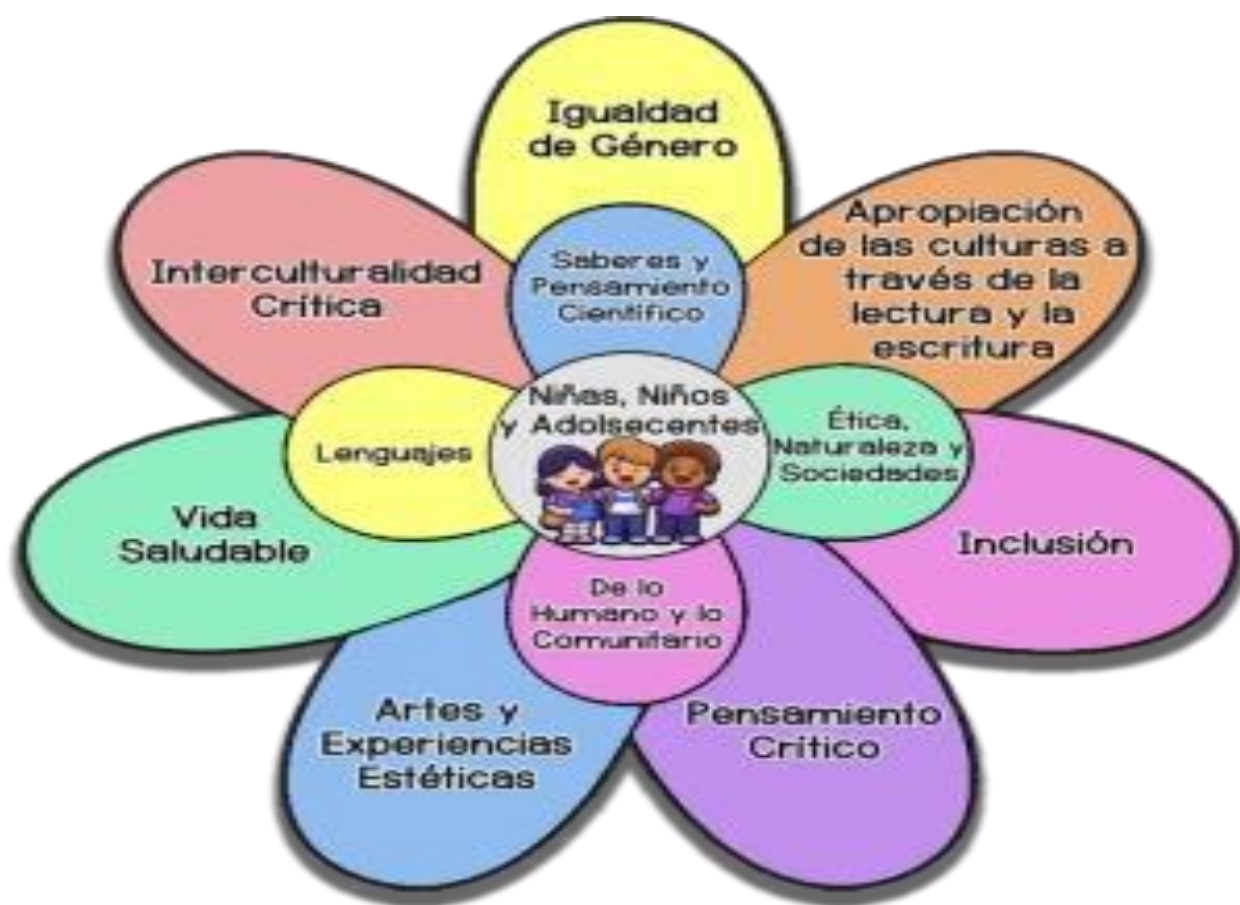 Igualdad
de Género
Apropiación
de las culturas a
través de la
lectura y la
escritura
Interculturalidad
Crítica
Saberes y
Pensamiento
Científico
Niñas, Niños
y Adolsecentes
Lenguajes
Ética,
Naturaleza y
Sociedades
Vida
Saludable
Inclusión
De lo
Humano y lo
Comunitario
Artes y
Experiencias
Estéticas
Pensamiento
Crítico